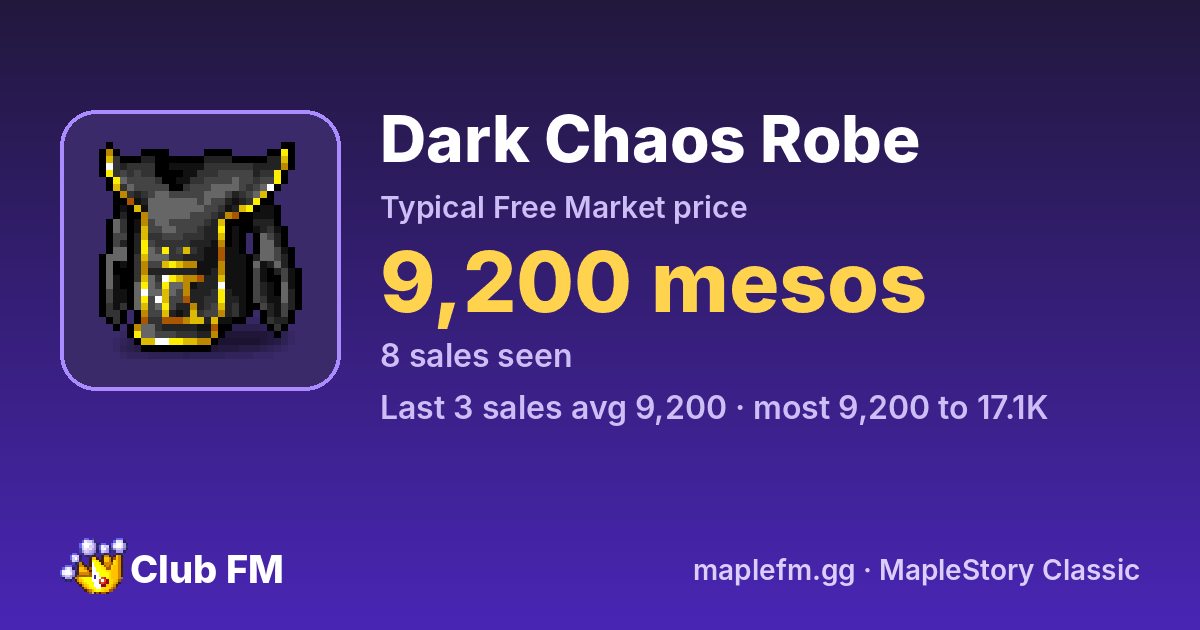 Dark Chaos Robe
Typical Free Market price
9,200 mesos
8 sales seen
Last 3 sales avg 9,200 · most 9,200 to 17.1K
Club FM
maplefm.gg · MapleStory Classic